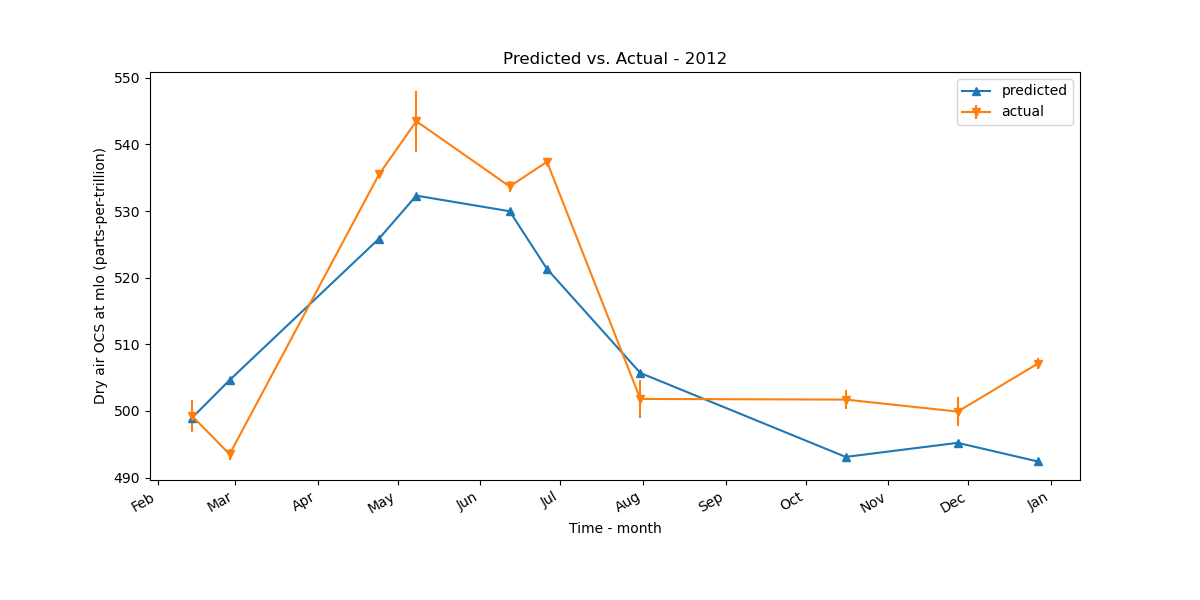 Predicted vs. Actual - 2012
predicted
actual
Dry air OCS at mlo (parts-per-trillion)
550
540
530
520
510
500
490
Feb
Mar
Apr
May
Jun
Jul
Aug
Sep
Oct
Nov
Dec
Jan
Time - month